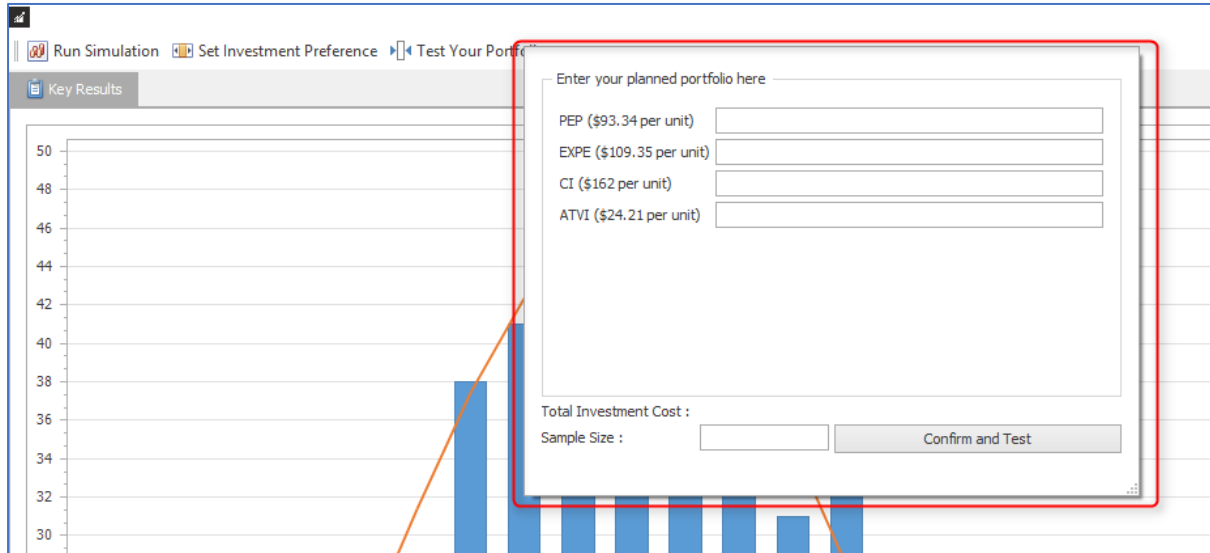 Run Simulation Set Investment Preference Test Your
Key Results
Enter your planned portfolio here
PEP ($93.34 per unit)
EXPE ($109.35 per unit)
CI ($162 per unit)
ATVI ($24.21 per unit)
Total Investment Cost :
Sample Size :
Confirm and Test
50
48
46
44
42
40
38
36
34
32
30